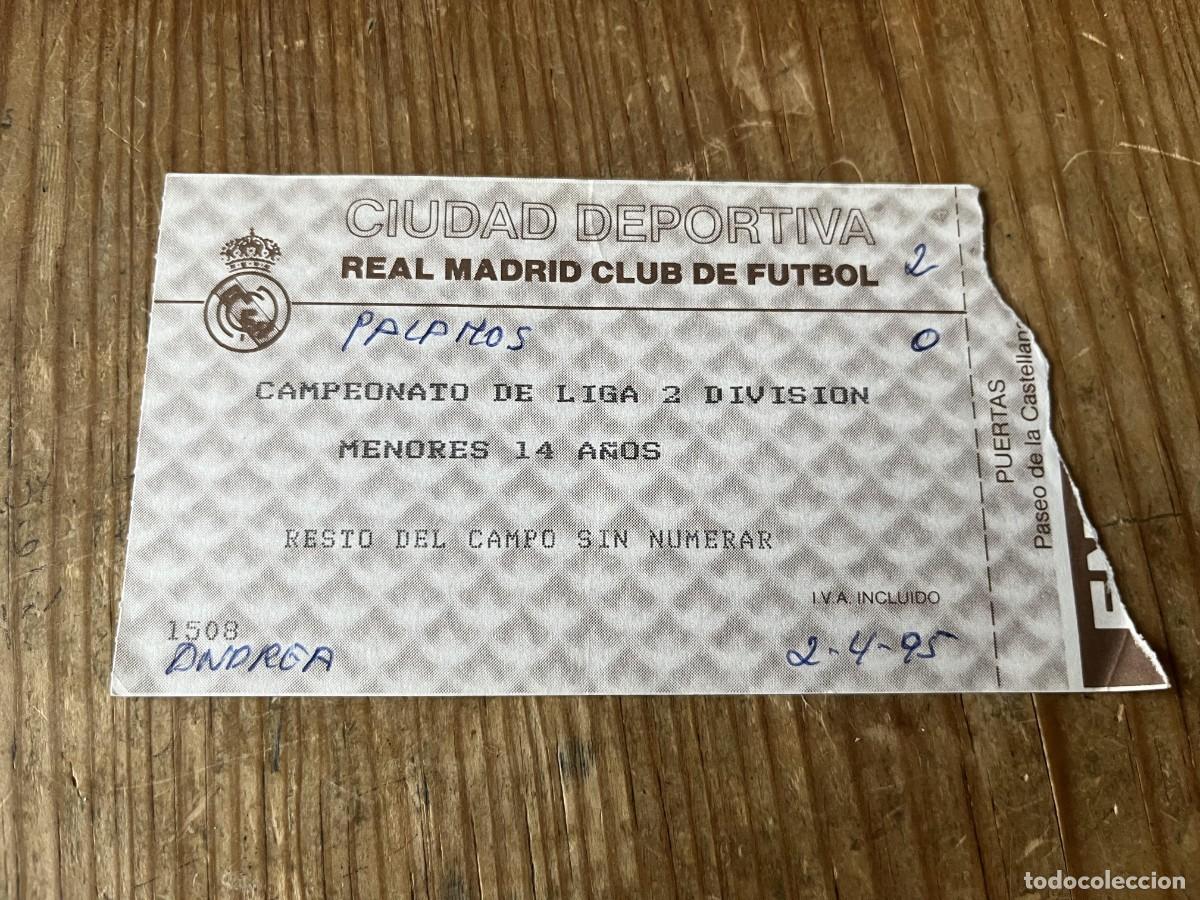 CIUDAD DEPORTIVA
REAL MADRID CLUB DE FUTBOL 2
PALAMOS 0
CAMPEONATO DE LIGA 2 DIVISION
MENORES 14 AÑOS
RESTO DEL CAMPO SIN NUMERAR
I.V.A. INCLUIDO
1508
ANDREA 2-4-95
PUERTAS
Paseo de la Castellan
todocoleccion